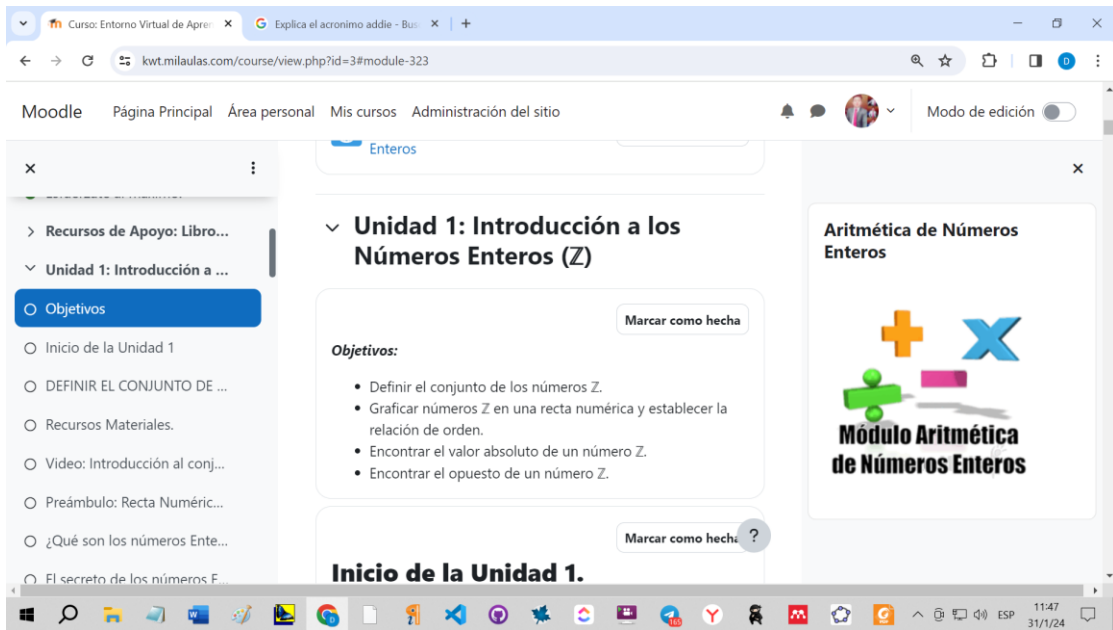 Curso: Entorno Virtual de Apren
Explica el acronimo addie - Bus
kwt.milaulas.com/course/view.php?id=3#module-323
D
Moodle Página Principal Área personal Mis cursos Administración del sitio Modo de edición
Recursos de Apoyo: Libro...
Unidad 1: Introducción a ...
Objetivos
Inicio de la Unidad 1
DEFINIR EL CONJUNTO DE ...
Recursos Materiales.
Video: Introducción al conj...
Preámbulo: Recta Numéric...
¿Qué son los números Ente...
El secreto de los números E...
Enteros
Unidad 1: Introducción a los
Números Enteros (ℤ)
Marcar como hecha
Objetivos:
• Definir el conjunto de los números ℤ.
• Graficar números ℤ en una recta numérica y establecer la
relación de orden.
• Encontrar el valor absoluto de un número ℤ.
• Encontrar el opuesto de un número ℤ.
Marcar como hecha
?
Inicio de la Unidad 1.
Aritmética de Números
Enteros
Módulo Aritmética
de Números Enteros
ESP
11:47
31/1/24